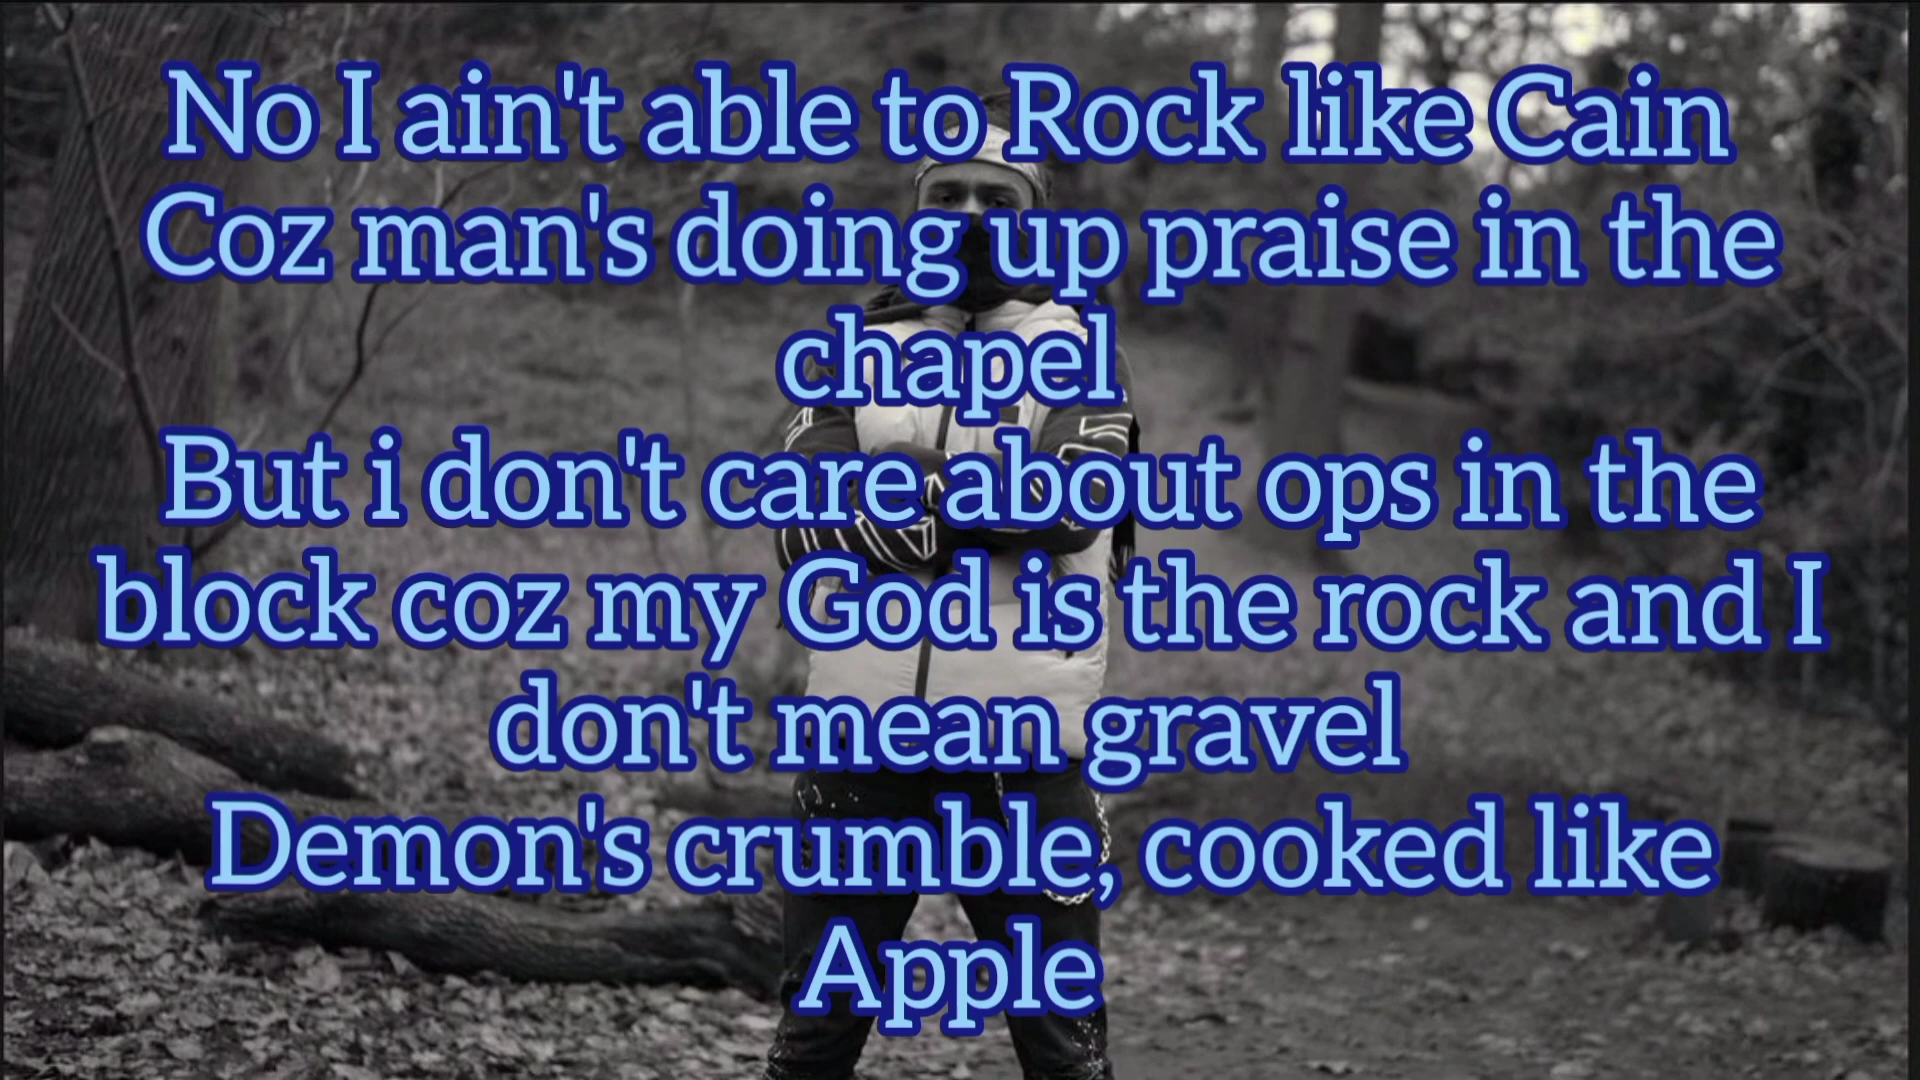 No I ain't able to Rock like Cain
Coz man's doing up praise in the
chapel
But i don't care about ops in the
block coz my God is the rock and I
don't mean gravel
Demon's crumble, cooked like
Apple